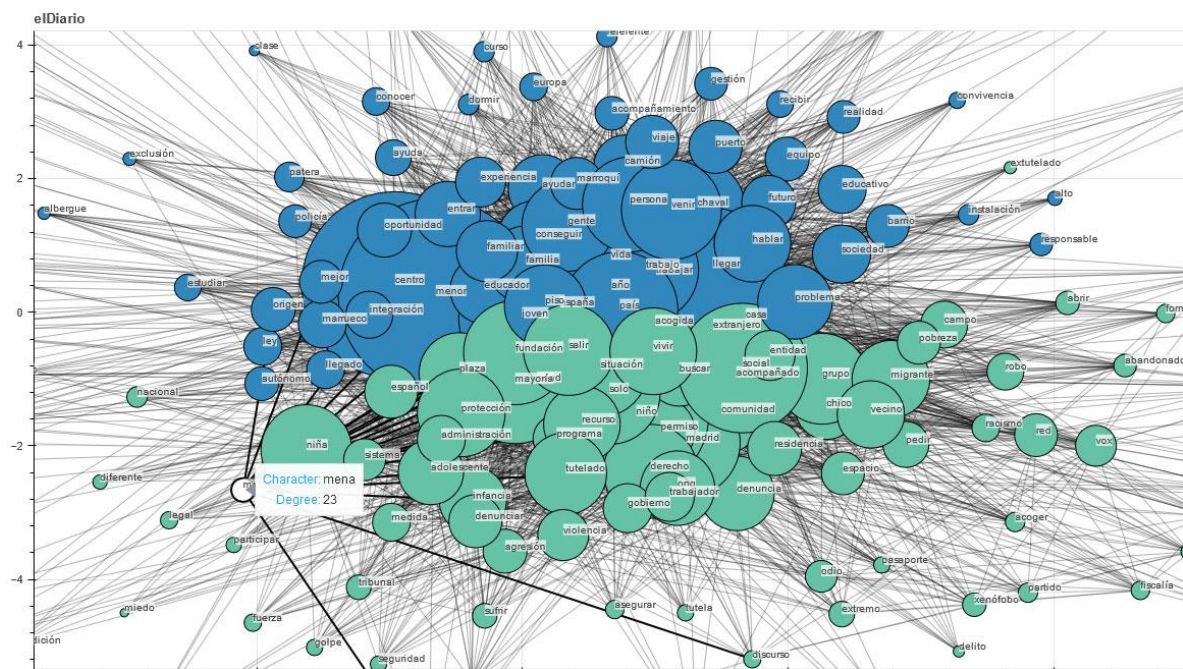 elDiario
4
2
0
−2
−4
clase
curso
conocer
dormir
europa
gestión
acompañamiento
recibir
realidad
convivencia
viaje
camión
puerto
equipo
ayuda
exclusión
patera
experiencia
ayudar
marroquí
extutelado
albergue
policía
oportunidad
entrar
gente
conseguir
persona
venir
chaval
futuro
educativo
alto
barrio
instalación
familiar
familia
hablar
sociedad
responsable
vida
trabajo
trabajar
llegar
estudiar
mejor
centro
menor
educador
año
país
problema
origen
marrueco
integración
joven
piso
abrir
campo
pobreza
ley
llegado
autónomo
fundación
salir
acogida
vivir
extranjero
casa
entidad
social
acompañado
situación
buscar
grupo
migrante
robo
abandonado
nacional
español
plaza
mayoría
protección
solo
niño
comunidad
chico
vecino
niña
sistema
administración
recurso
programa
permiso
madrid
residencia
pedir
racismo
red
vox
diferente
adolescente
tutelado
derecho
ong
trabajador
denuncia
espacio
Character: mena
Degree: 23
infancia
denunciar
gobierno
legal
medida
violencia
agresión
acoger
participar
tribunal
odio
pasaporte
xenófobo
partido
fiscalía
miedo
fuerza
sufrir
asegurar
tutela
extremo
golpe
seguridad
discurso
delito